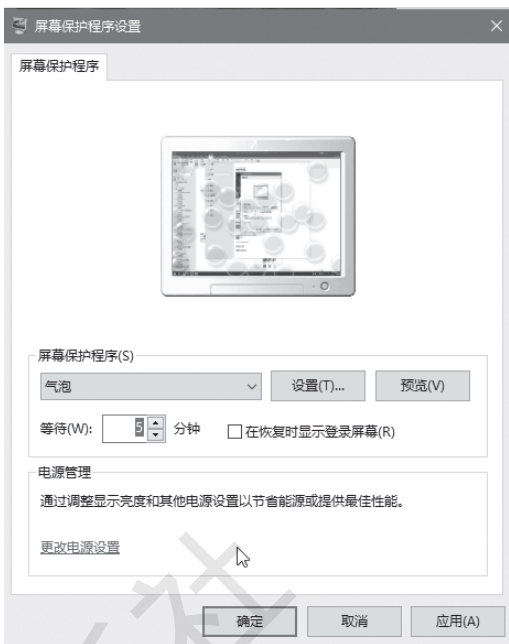 屏幕保护程序设置
屏幕保护程序
屏幕保护程序(S)
气泡
设置(T)...
预览(V)
等待(W):
5
分钟
在恢复时显示登录屏幕(R)
电源管理
通过调整显示亮度和其他电源设置以节省能源或提供最佳性能。
更改电源设置
社
确定
取消
应用(A)